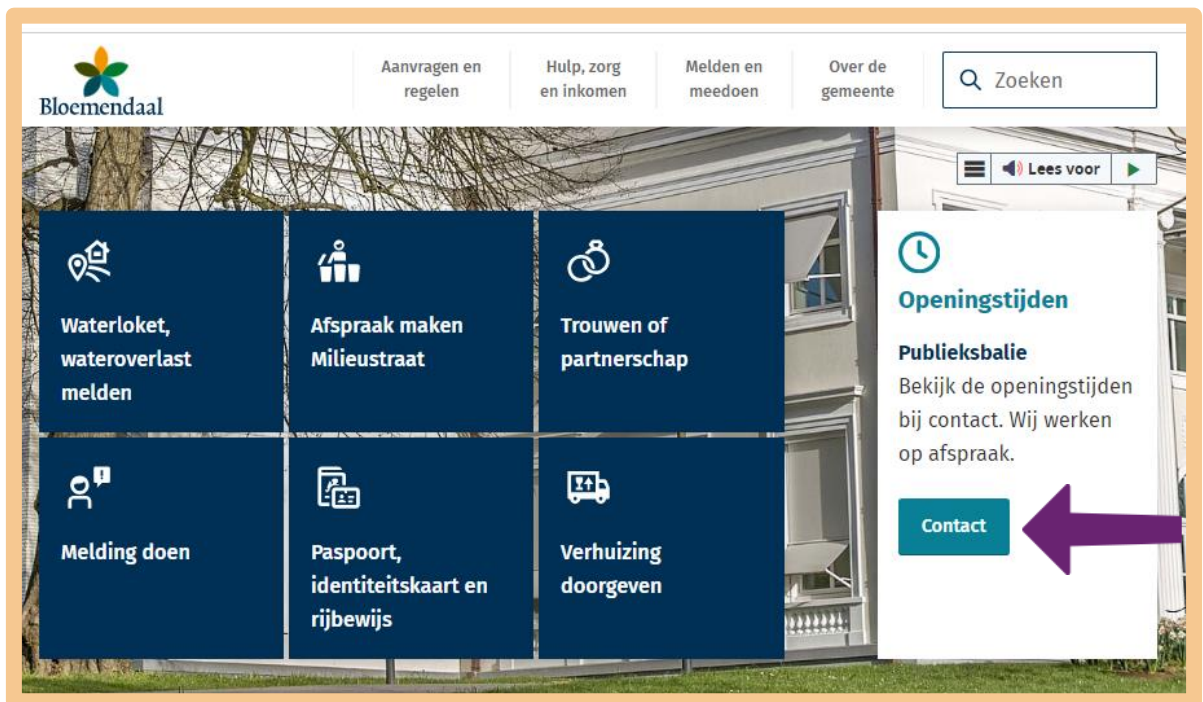 Bloemendaal
Aanvragen en
regelen
Hulp, zorg
en inkomen
Melden en
meedoen
Over de
gemeente
Zoeken
Lees voor
Waterloket,
wateroverlast
melden
Afspraak maken
Milieustraat
Trouwen of
partnerschap
Melding doen
Paspoort,
identiteitskaart en
rijbewijs
Verhuizing
doorgeven
Openingstijden
Publieksbalie
Bekijk de openingstijden
bij contact. Wij werken
op afspraak.
Contact